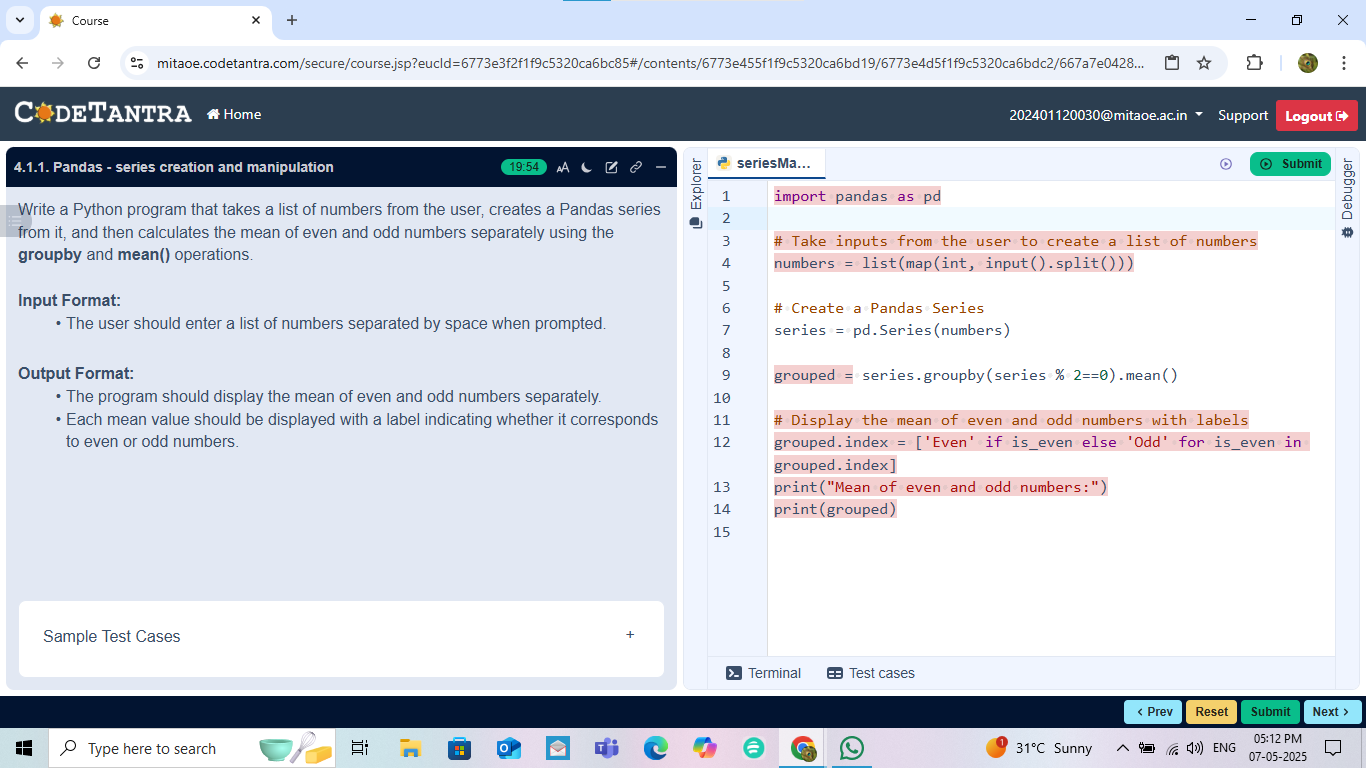 Course
mitaoe.codetantra.com/secure/course.jsp?eucId=6773e3f2f1f9c5320ca6bc85#/contents/6773e455f1f9c5320ca6bd19/6773e4d5f1f9c5320ca6bdc2/667a7e0428...
CODETANTRA
Home
202401120030@mitaoe.ac.in
Support
Logout
4.1.1. Pandas - series creation and manipulation
19:54
AA
Write a Python program that takes a list of numbers from the user, creates a Pandas series
from it, and then calculates the mean of even and odd numbers separately using the
groupby and mean() operations.
Input Format:
• The user should enter a list of numbers separated by space when prompted.
Output Format:
• The program should display the mean of even and odd numbers separately.
• Each mean value should be displayed with a label indicating whether it corresponds
to even or odd numbers.
Sample Test Cases
+
Explorer
seriesMa...
Submit
Debugger
1 import pandas as pd
2
3 # Take inputs from the user to create a list of numbers
4 numbers = list(map(int, input().split()))
5
6 # Create a Pandas Series
7 series = pd.Series(numbers)
8
9 grouped = series.groupby(series % 2==0).mean()
10
11 # Display the mean of even and odd numbers with labels
12 grouped.index = ['Even' if is_even else 'Odd' for is_even in
grouped.index]
13 print("Mean of even and odd numbers:")
14 print(grouped)
15
Terminal
Test cases
< Prev
Reset
Submit
Next >
Type here to search
1
31°C Sunny
ENG
05:12 PM
07-05-2025